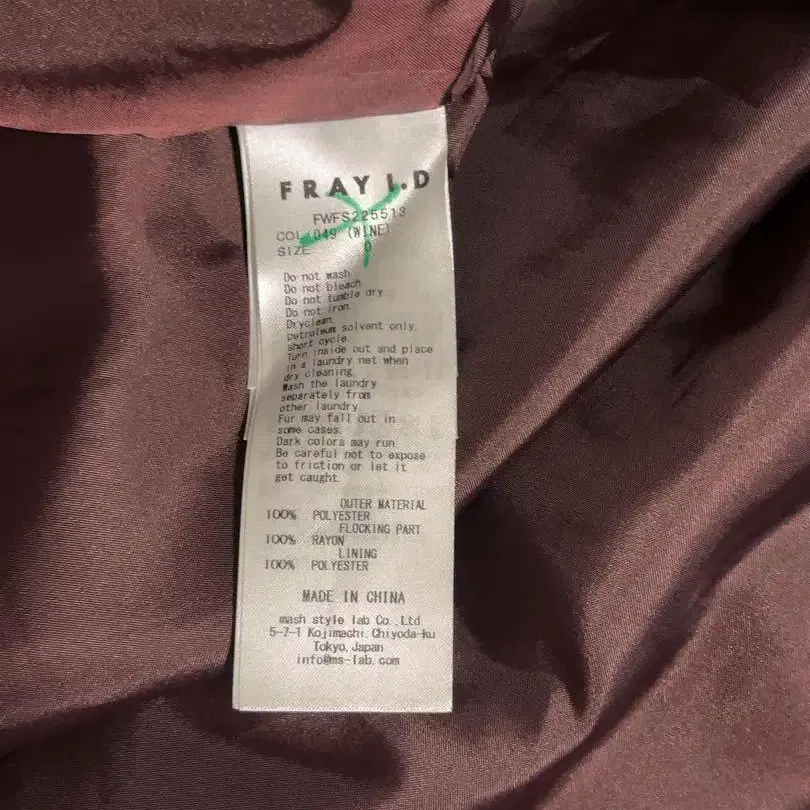 FRAY I.D
FWFS225513
COL 049 (WINE)
SIZE 0
Do not wash
Do not bleach
Do not tumble dry
Do not iron
Dryclean.
petroleum solvent only.
short cycle.
Turn inside out and place
in a laundry net when
dry cleaning.
Wash the laundry
separately from
other laundry.
Fur may fall out in
some cases.
Dark colors may run.
Be careful not to expose
to friction or let it
get caught.
OUTER MATERIAL
100% POLYESTER
FLOCKING PART
100% RAYON
LINING
100% POLYESTER
MADE IN CHINA
mash style lab Co.,Ltd.
5-7-1 Kojimachi,Chiyoda-ku
Tokyo,Japan
info@ms-lab.com